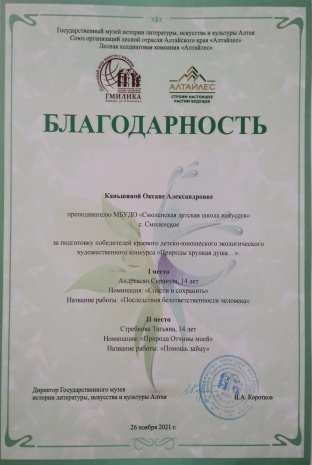 Государственный музей истории литературы, искусства и культуры Алтая
Союз организаций лесной отрасли Алтайского края «Алтайлес»
Лесная холдинговая компания «Алтайлес»
ГМИЛИКА
АЛТАЙЛЕС
СТРОИМ НАСТОЯЩЕЕ
РАСТИМ БУДУЩЕЕ
БЛАГОДАРНОСТЬ
Каньшиной Оксане Александровне
преподавателю МБУДО «Смоленская детская школа искусств»
с. Смоленское
за подготовку победителей краевого детско-юношеского экологического
художественного конкурса «Природы хрупкая душа…»:
I место
Андреасян Сирануш, 14 лет
Номинация: «Спасти и сохранить»
Название работы: «Последствия безответственности человека»
II место
Стребкова Татьяна, 14 лет
Номинация: «Природа Отчизны моей»
Название работы: «Помощь зайцу»
Директор Государственного музея
истории литературы, искусства и культуры Алтая
И.А. Коротков
26 ноября 2021 г.